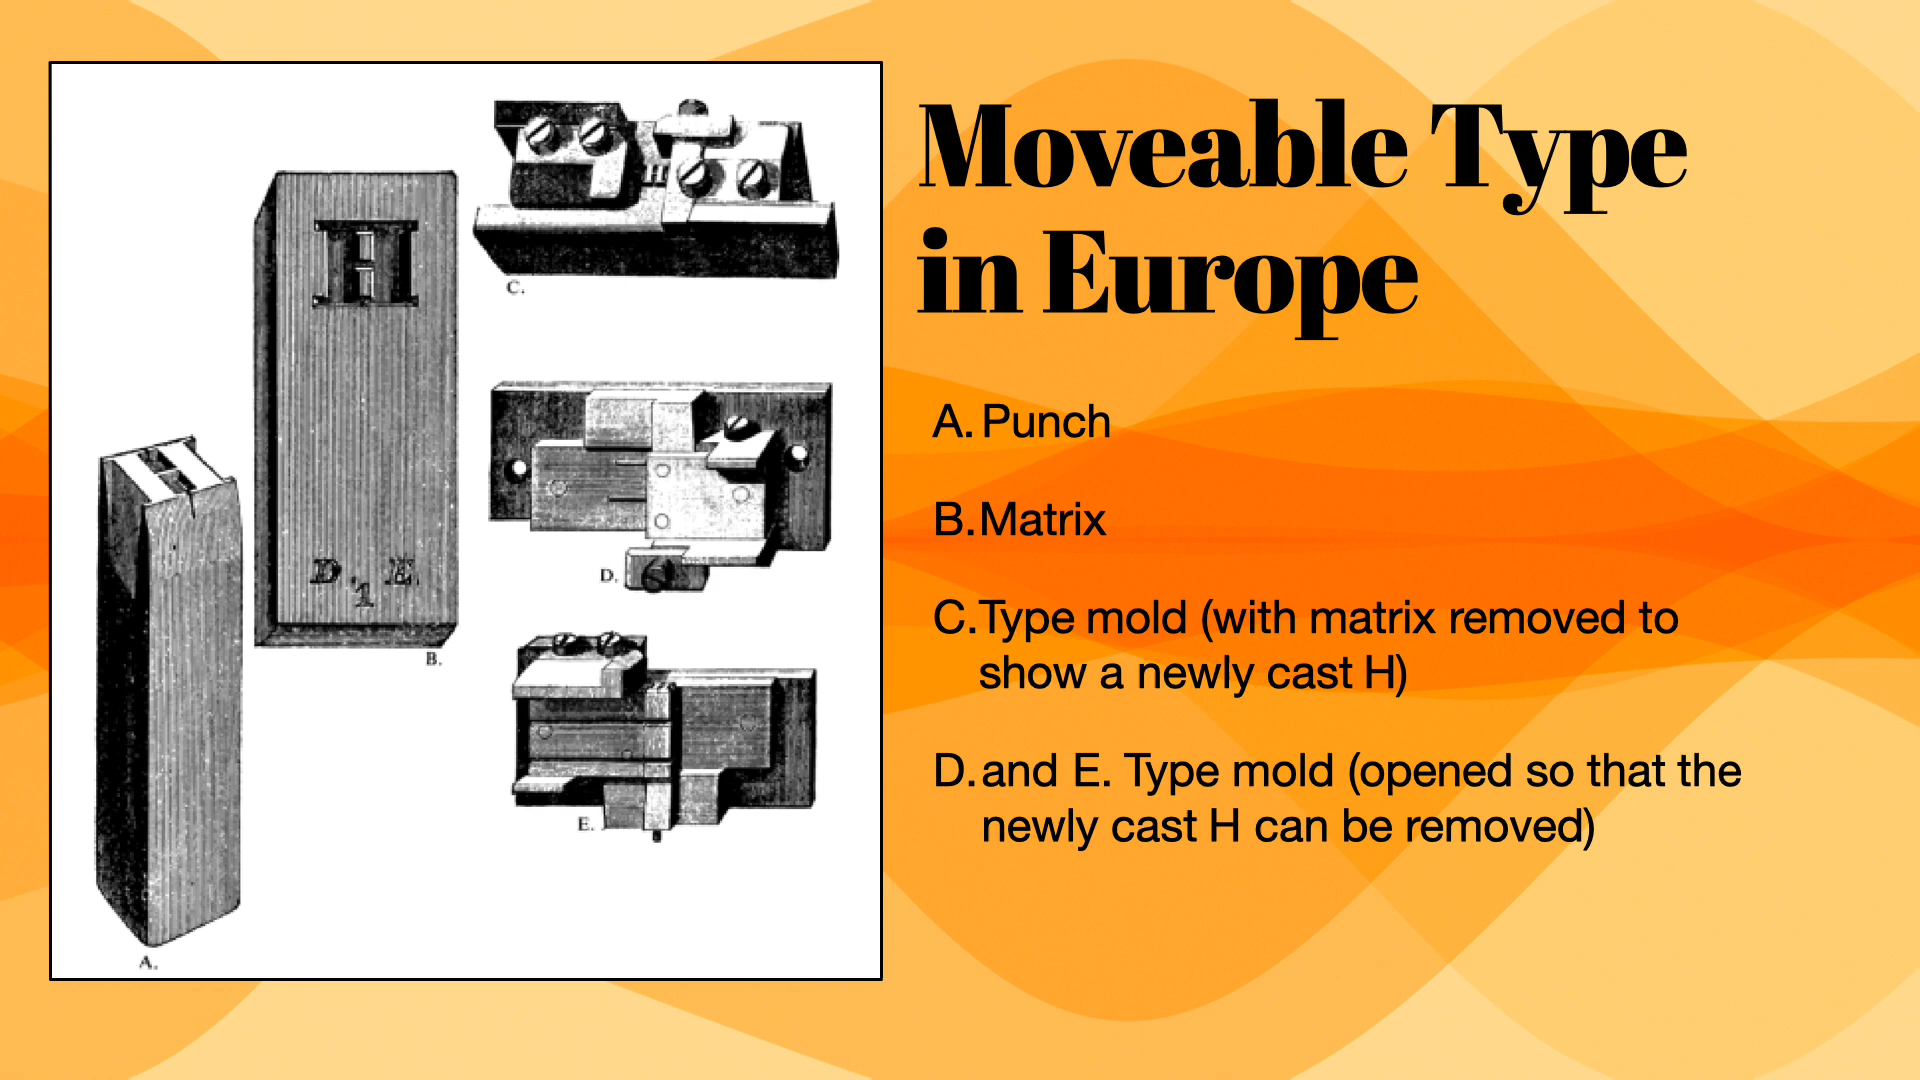 Moveable Type
in Europe
A. Punch
B. Matrix
C. Type mold (with matrix removed to
show a newly cast H)
D. and E. Type mold (opened so that the
newly cast H can be removed)
H
D 1 E.
A.
B.
C.
H
D.
E.